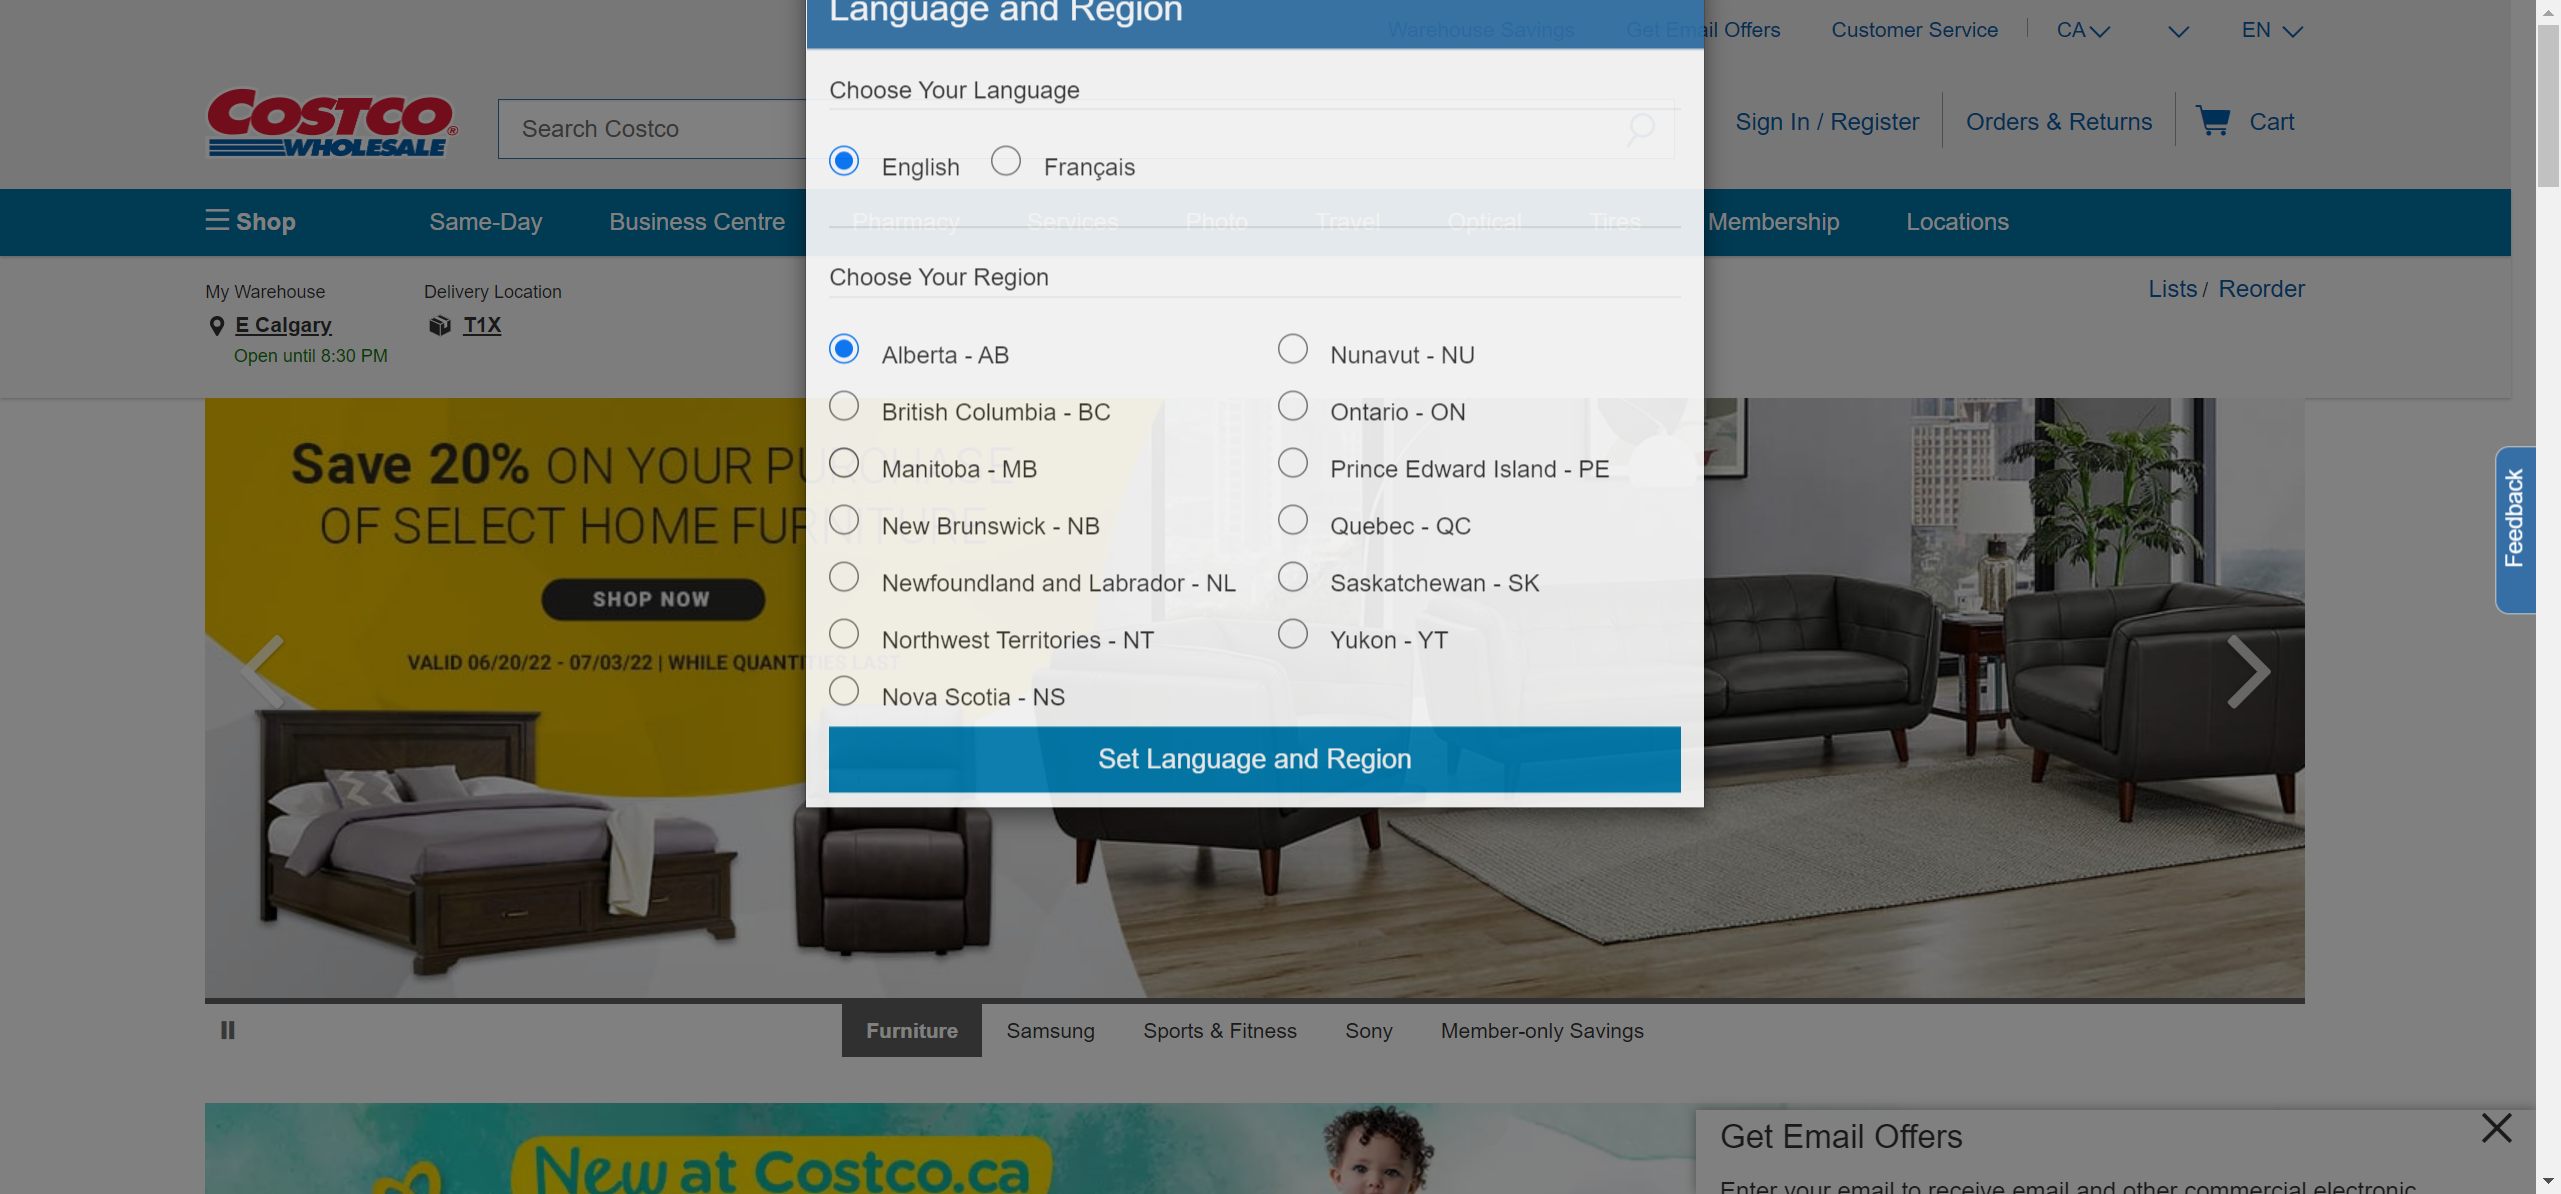 Language and Region
Warehouse Savings Get Email Offers Customer Service CA EN
Choose Your Language
COSTCO WHOLESALE
Search Costco
Sign In / Register Orders & Returns Cart
English Français
Shop Same-Day Business Centre Pharmacy Services Photo Travel Optical Tires Membership Locations
Choose Your Region
My Warehouse Delivery Location
Lists / Reorder
E Calgary T1X
Open until 8:30 PM
Alberta - AB Nunavut - NU
British Columbia - BC Ontario - ON
Manitoba - MB Prince Edward Island - PE
New Brunswick - NB Quebec - QC
Newfoundland and Labrador - NL Saskatchewan - SK
Northwest Territories - NT Yukon - YT
Nova Scotia - NS
Set Language and Region
Save 20% ON YOUR PURCHASE
OF SELECT HOME FURNITURE
SHOP NOW
VALID 06/20/22 - 07/03/22 | WHILE QUANTITIES LAST
Feedback
Furniture Samsung Sports & Fitness Sony Member-only Savings
New at Costco.ca
Get Email Offers
Enter your email to receive email and other commercial electronic